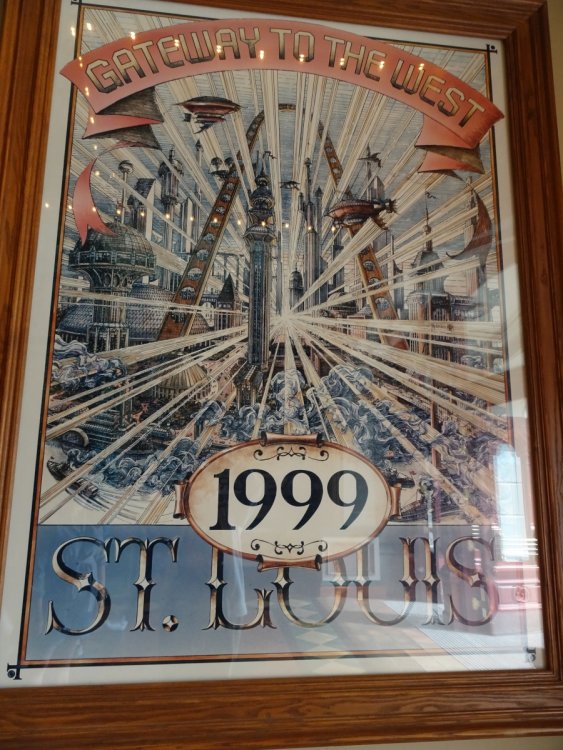 GATEWAY TO THE WEST
1999
ST. LOUIS